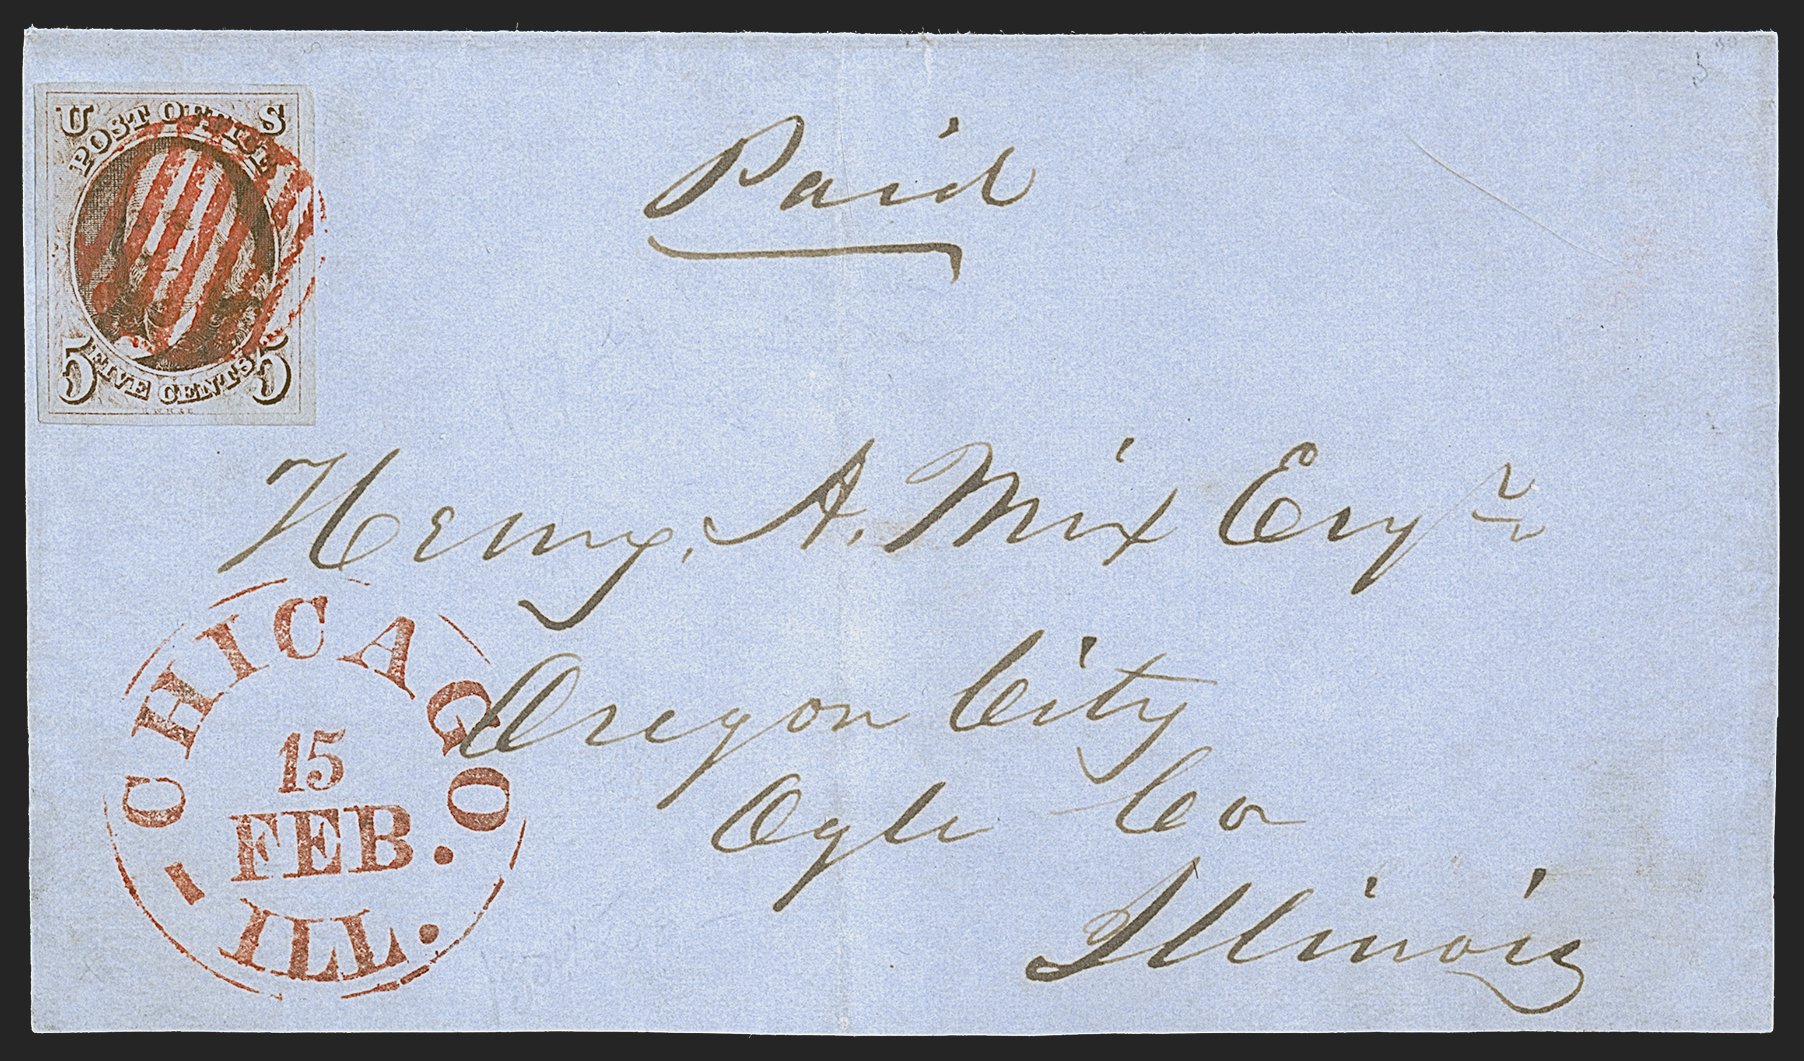 U S
POST OFFICE
5 FIVE CENTS 5
R.W.H.&E.
Paid
Henry. A. Mix Esqr
Oregon City
Ogle Co
Illinois
CHICAGO
15
FEB.
ILL.